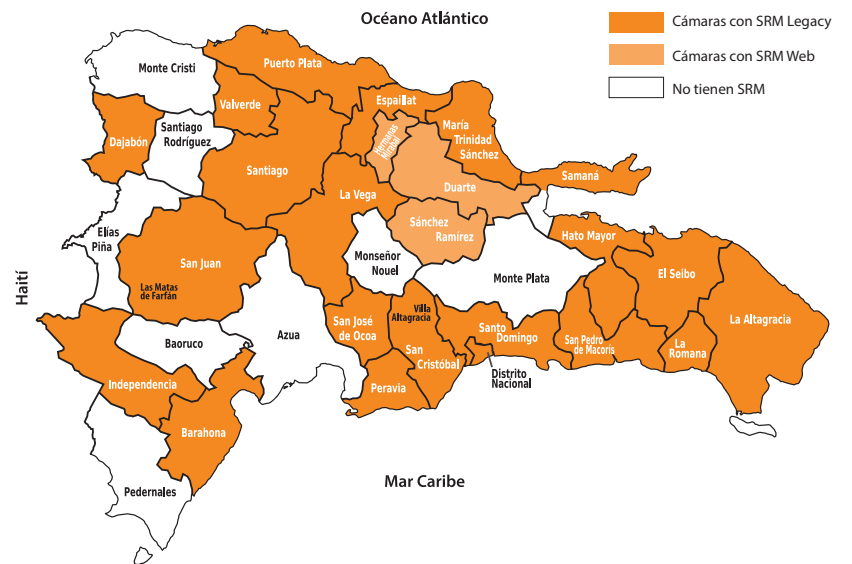 Océano Atlántico
Cámaras con SRM Legacy
Cámaras con SRM Web
No tienen SRM
Monte Cristi
Puerto Plata
Valverde
Espaillat
Dajabón
Santiago
Rodríguez
Hermanas
Mirabal
María
Trinidad
Sánchez
Santiago
La Vega
Duarte
Samaná
Elías
Piña
Sánchez
Ramírez
Hato Mayor
San Juan
Monseñor
Nouel
Monte Plata
El Seibo
Las Matas
de Farfán
Haití
Villa
Altagracia
La Altagracia
Baoruco
Azua
San José
de Ocoa
Santo
Domingo
San Pedro
de Macorís
La
Romana
San
Cristóbal
Distrito
Nacional
Independencia
Peravia
Barahona
Mar Caribe
Pedernales